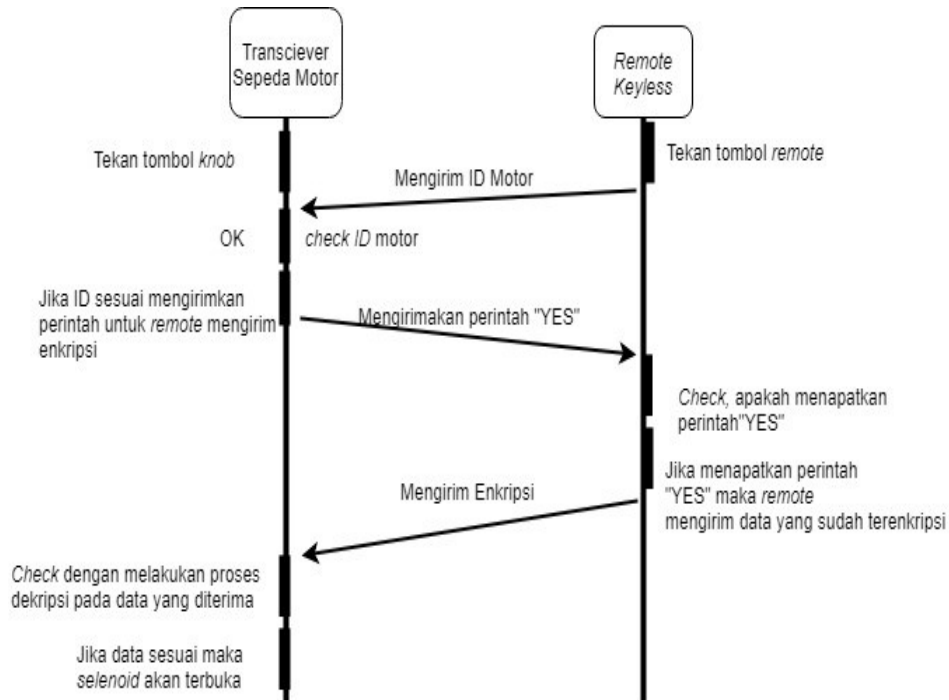 Transciever
Sepeda Motor
Remote
Keyless
Tekan tombol knob
Tekan tombol remote
Mengirim ID Motor
OK
check ID motor
Jika ID sesuai mengirimkan
perintah untuk remote mengirim
enkripsi
Mengirimakan perintah "YES"
Check, apakah menapatkan
perintah"YES"
Jika menapatkan perintah
"YES" maka remote
mengirim data yang sudah terenkripsi
Mengirim Enkripsi
Check dengan melakukan proses
dekripsi pada data yang diterima
Jika data sesuai maka
selenoid akan terbuka